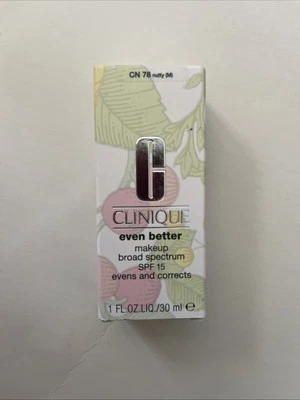 CN 78 nutty (M)
C
CLINIQUE
even better
makeup
broad spectrum
SPF 15
evens and corrects
1 FL.OZ.LIQ./30 ml ℮